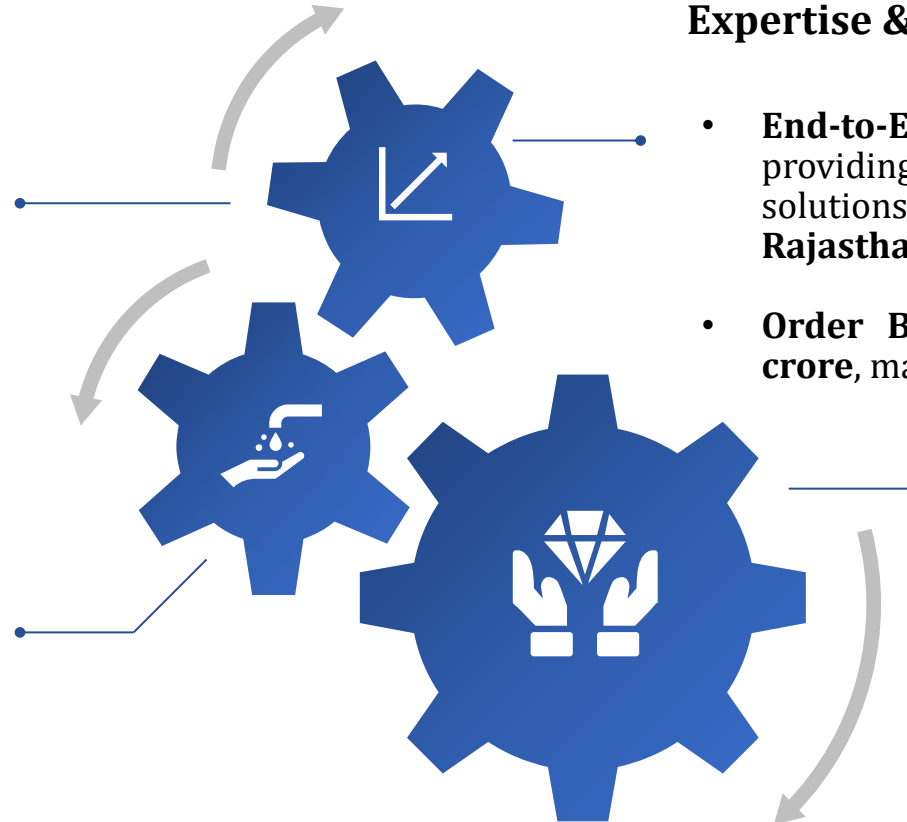 Expertise &
• End-to-E
providing
solutions
Rajastha
• Order B
crore, ma